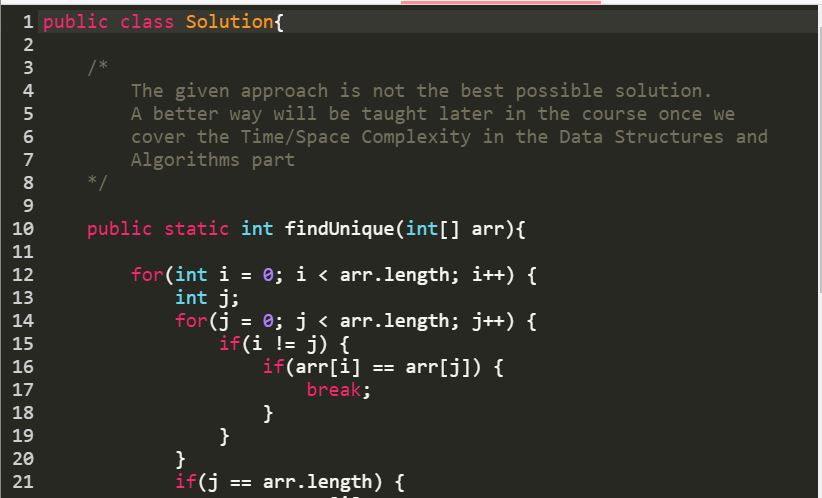 1 public class Solution{
2
3 /*
4 The given approach is not the best possible solution.
5 A better way will be taught later in the course once we
6 cover the Time/Space Complexity in the Data Structures and
7 Algorithms part
8 */
9
10 public static int findUnique(int[] arr){
11
12 for(int i = 0; i < arr.length; i++) {
13 int j;
14 for(j = 0; j < arr.length; j++) {
15 if(i != j) {
16 if(arr[i] == arr[j]) {
17 break;
18 }
19 }
20 }
21 if(j == arr.length) {